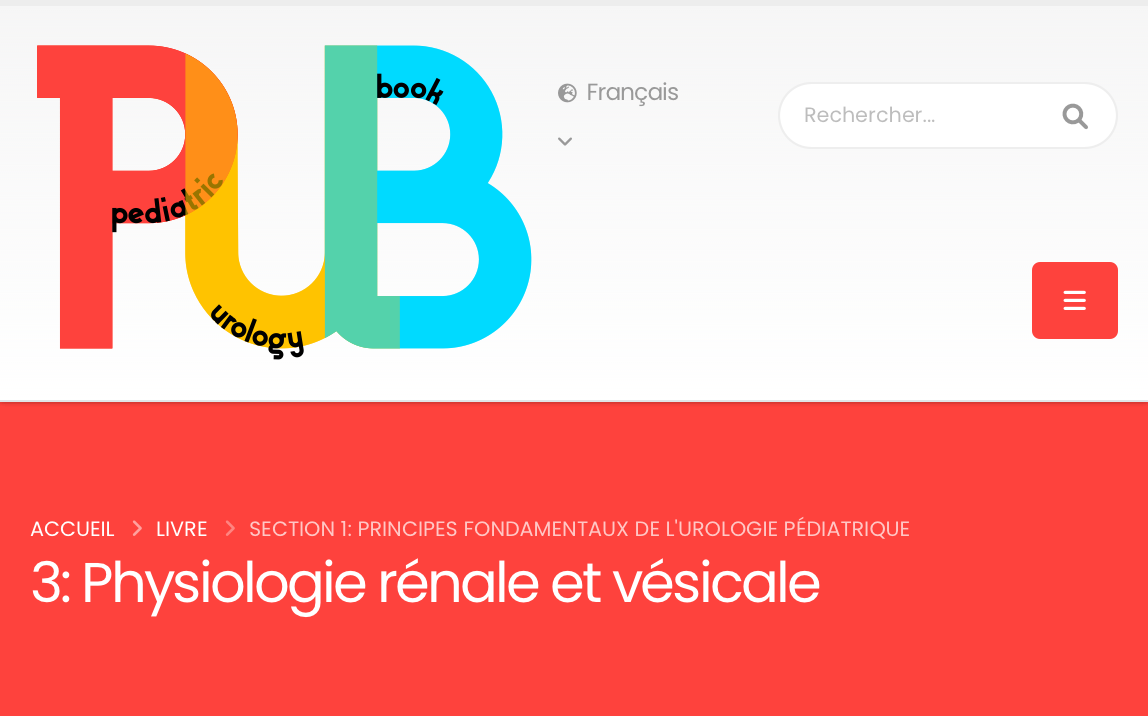 PUB
pediatric
urology
book
Français
Rechercher...
ACCUEIL > LIVRE > SECTION 1: PRINCIPES FONDAMENTAUX DE L'UROLOGIE PÉDIATRIQUE
3: Physiologie rénale et vésicale